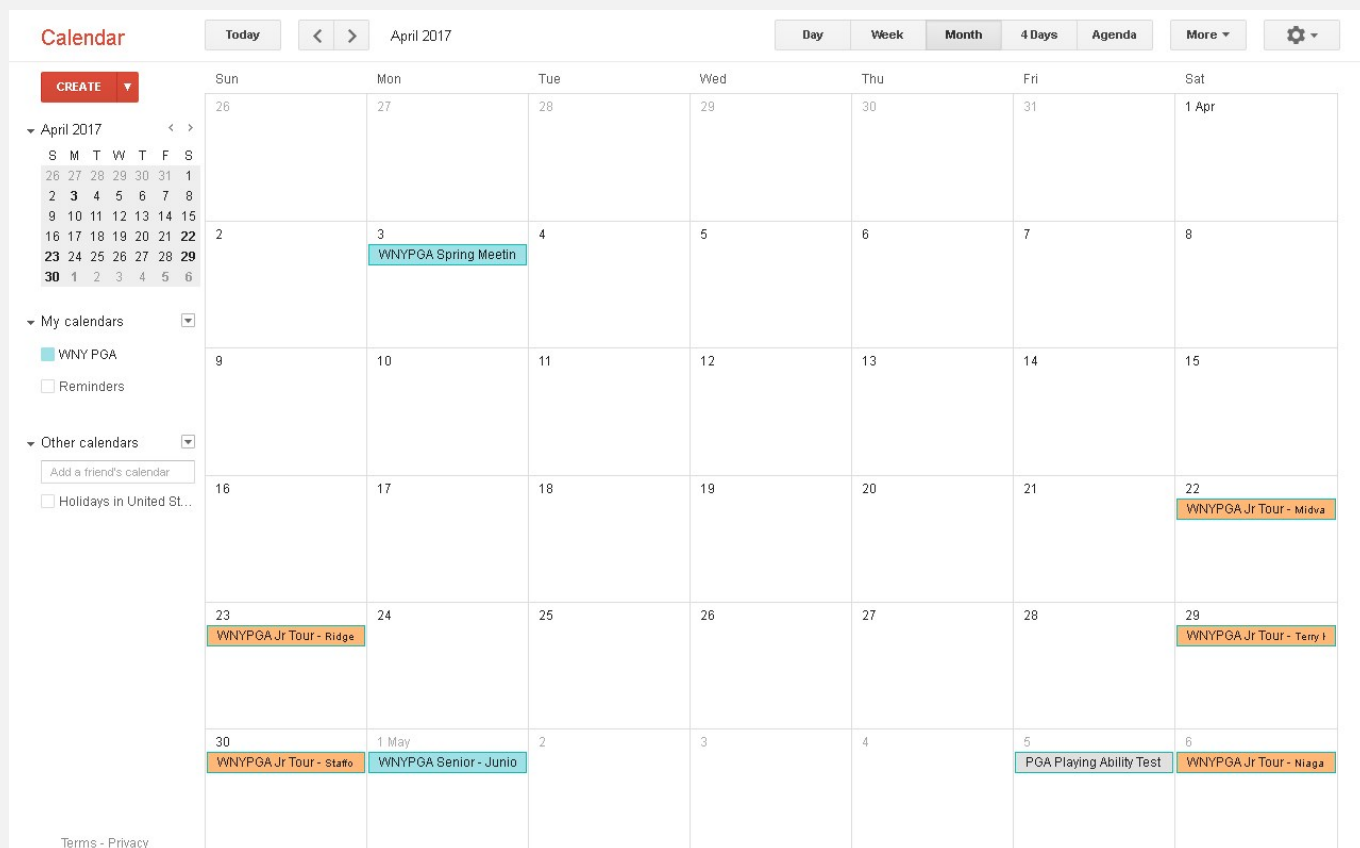 Calendar Today April 2017 Day Week Month 4 Days Agenda More
CREATE
Sun Mon Tue Wed Thu Fri Sat
April 2017
S M T W T F S
26 27 28 29 30 31 1
2 3 4 5 6 7 8
9 10 11 12 13 14 15
16 17 18 19 20 21 22
23 24 25 26 27 28 29
30 1 2 3 4 5 6
My calendars
WNY PGA
Reminders
Other calendars
Add a friend's calendar
Holidays in United St...
Terms - Privacy
26 27 28 29 30 31 1 Apr
2 3 4 5 6 7 8
WNYPGA Spring Meetin
9 10 11 12 13 14 15
16 17 18 19 20 21 22
WNYPGA Jr Tour - Midva
23 24 25 26 27 28 29
WNYPGA Jr Tour - Ridge WNYPGA Jr Tour - Terry
30 1 May 2 3 4 5 6
WNYPGA Jr Tour - Staffo WNYPGA Senior - Junio PGA Playing Ability Test WNYPGA Jr Tour - Niaga